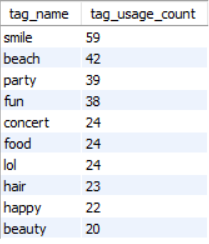 tag_name tag_usage_count
smile 59
beach 42
party 39
fun 38
concert 24
food 24
lol 24
hair 23
happy 22
beauty 20